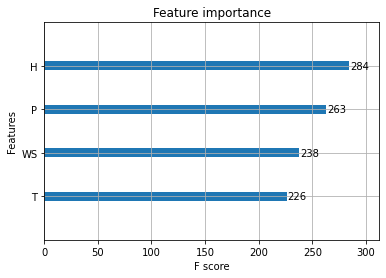 Feature importance
Features
H 284
P 263
WS 238
T 226
0 50 100 150 200 250 300
F score